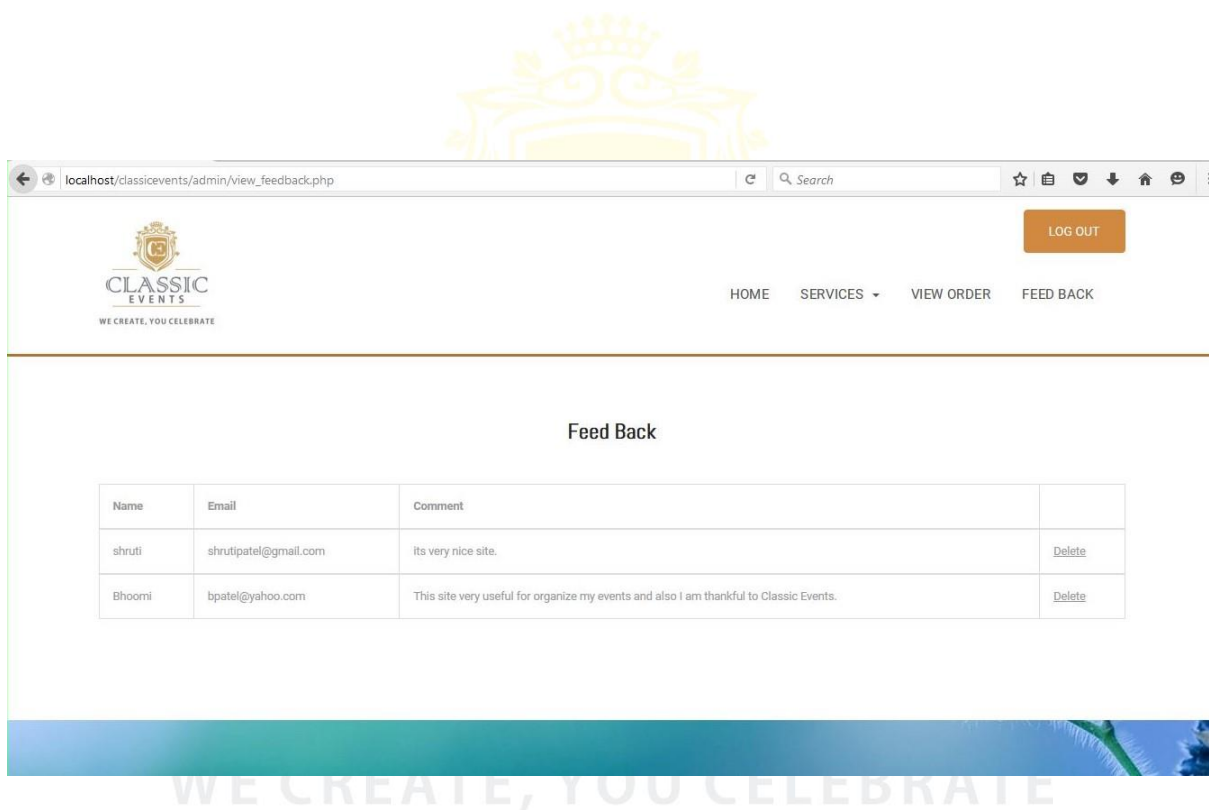 localhost/classicevents/admin/view_feedback.php
Search
LOG OUT
CE
CLASSIC
EVENTS
WE CREATE, YOU CELEBRATE
HOME SERVICES VIEW ORDER FEED BACK
Feed Back
Name Email Comment
shruti shrutipatel@gmail.com its very nice site. Delete
Bhoomi bpatel@yahoo.com This site very useful for organize my events and also I am thankful to Classic Events. Delete
WE CREATE, YOU CELEBRATE